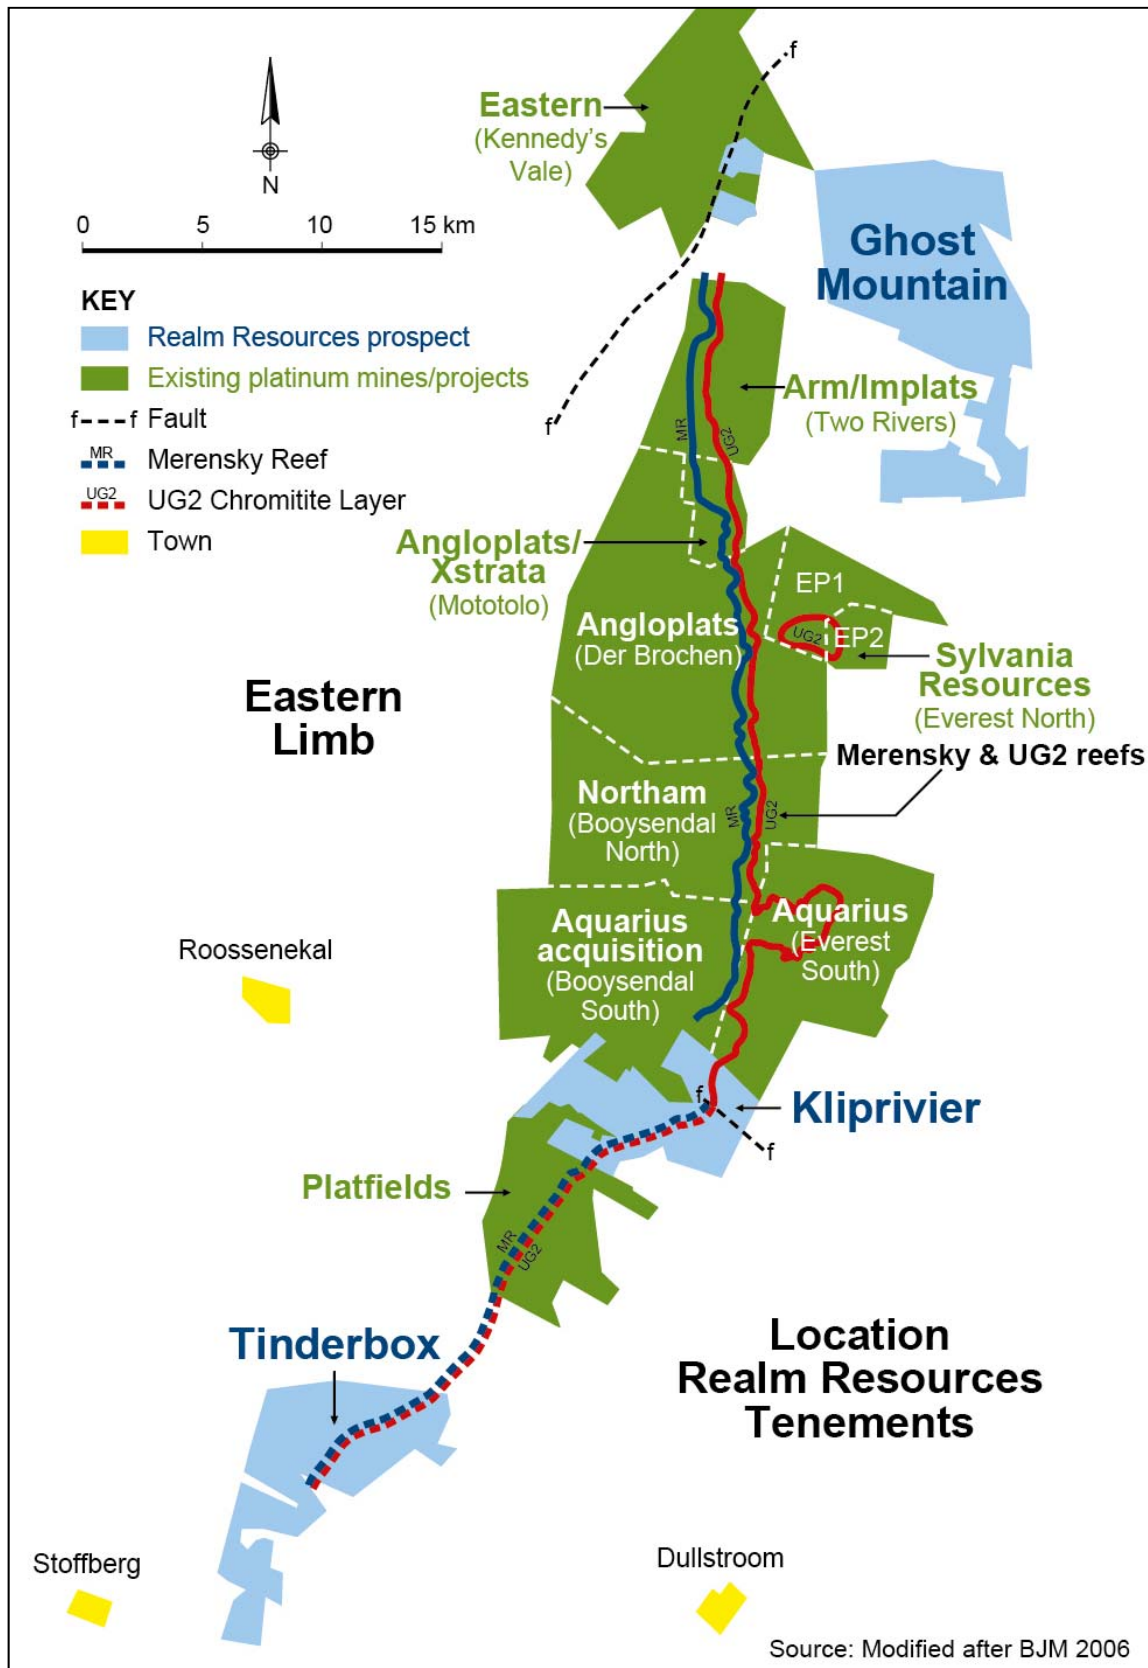 f
Eastern
(Kennedy's
Vale)
N
0 5 10 15 km
Ghost
Mountain
KEY
Realm Resources prospect
Existing platinum mines/projects
f f Fault
MR
Merensky Reef
UG2
UG2 Chromitite Layer
Town
f
Arm/Implats
(Two Rivers)
MR
UG2
Angloplats/
Xstrata
(Mototolo)
EP1
Angloplats
(Der Brochen)
UG2
EP2
Sylvania
Resources
(Everest North)
Eastern
Limb
Merensky & UG2 reefs
Northam
(Booysendal
North)
MR
UG2
Aquarius
acquisition
(Booysendal
South)
Aquarius
(Everest
South)
Roossenekal
f
Kliprivier
f
Platfields
MR
UG2
Tinderbox
Location
Realm Resources
Tenements
Stoffberg
Dullstroom
Source: Modified after BJM 2006